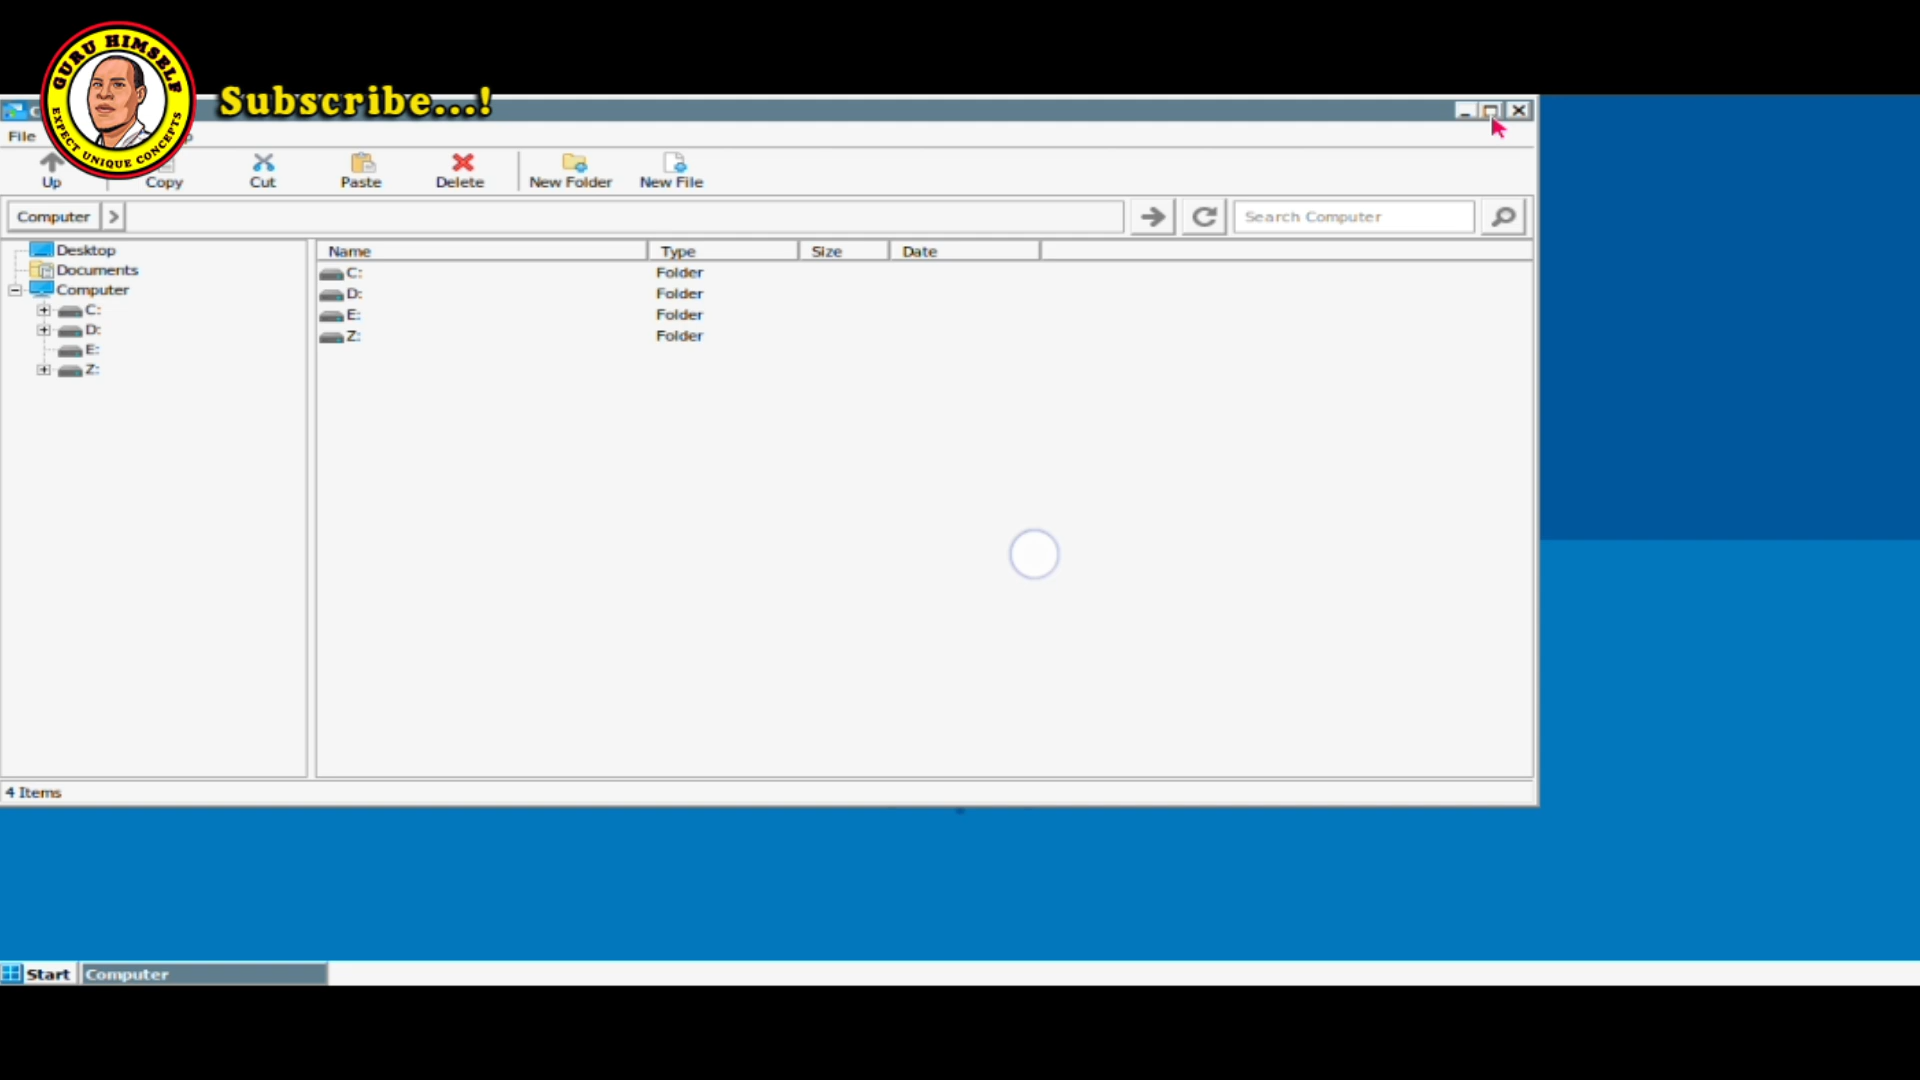 GURU HIMSELF
EXPECT UNIQUE CONCEPTS
Subscribe...!
File
Up
Copy
Cut
Paste
Delete
New Folder
New File
Computer
Search Computer
Desktop
Documents
Computer
C:
D:
E:
Z:
Name Type Size Date
C: Folder
D: Folder
E: Folder
Z: Folder
4 Items
Start Computer